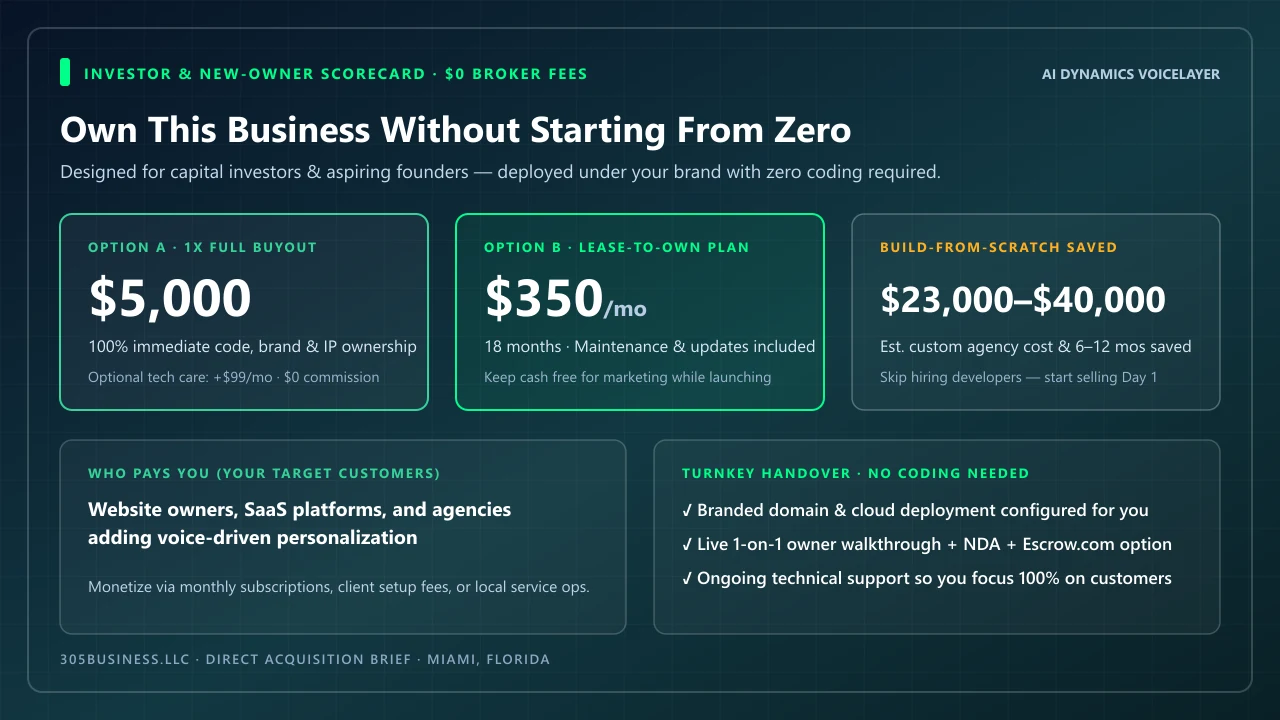 INVESTOR & NEW-OWNER SCORECARD · $0 BROKER FEES
AI DYNAMICS VOICELAYER
Own This Business Without Starting From Zero
Designed for capital investors & aspiring founders — deployed under your brand with zero coding required.
OPTION A · 1X FULL BUYOUT
$5,000
100% immediate code, brand & IP ownership
Optional tech care: +$99/mo · $0 commission
OPTION B · LEASE-TO-OWN PLAN
$350/mo
18 months · Maintenance & updates included
Keep cash free for marketing while launching
BUILD-FROM-SCRATCH SAVED
$23,000–$40,000
Est. custom agency cost & 6–12 mos saved
Skip hiring developers — start selling Day 1
WHO PAYS YOU (YOUR TARGET CUSTOMERS)
Website owners, SaaS platforms, and agencies
adding voice-driven personalization
Monetize via monthly subscriptions, client setup fees, or local service ops.
TURNKEY HANDOVER · NO CODING NEEDED
✓ Branded domain & cloud deployment configured for you
✓ Live 1-on-1 owner walkthrough + NDA + Escrow.com option
✓ Ongoing technical support so you focus 100% on customers
305BUSINESS.LLC · DIRECT ACQUISITION BRIEF · MIAMI, FLORIDA